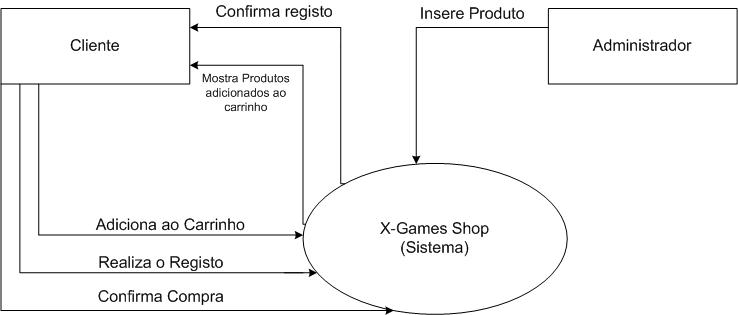 Confirma registo
Insere Produto
Cliente
Administrador
Mostra Produtos
adicionados ao
carrinho
Adiciona ao Carrinho
X-Games Shop
(Sistema)
Realiza o Registo
Confirma Compra